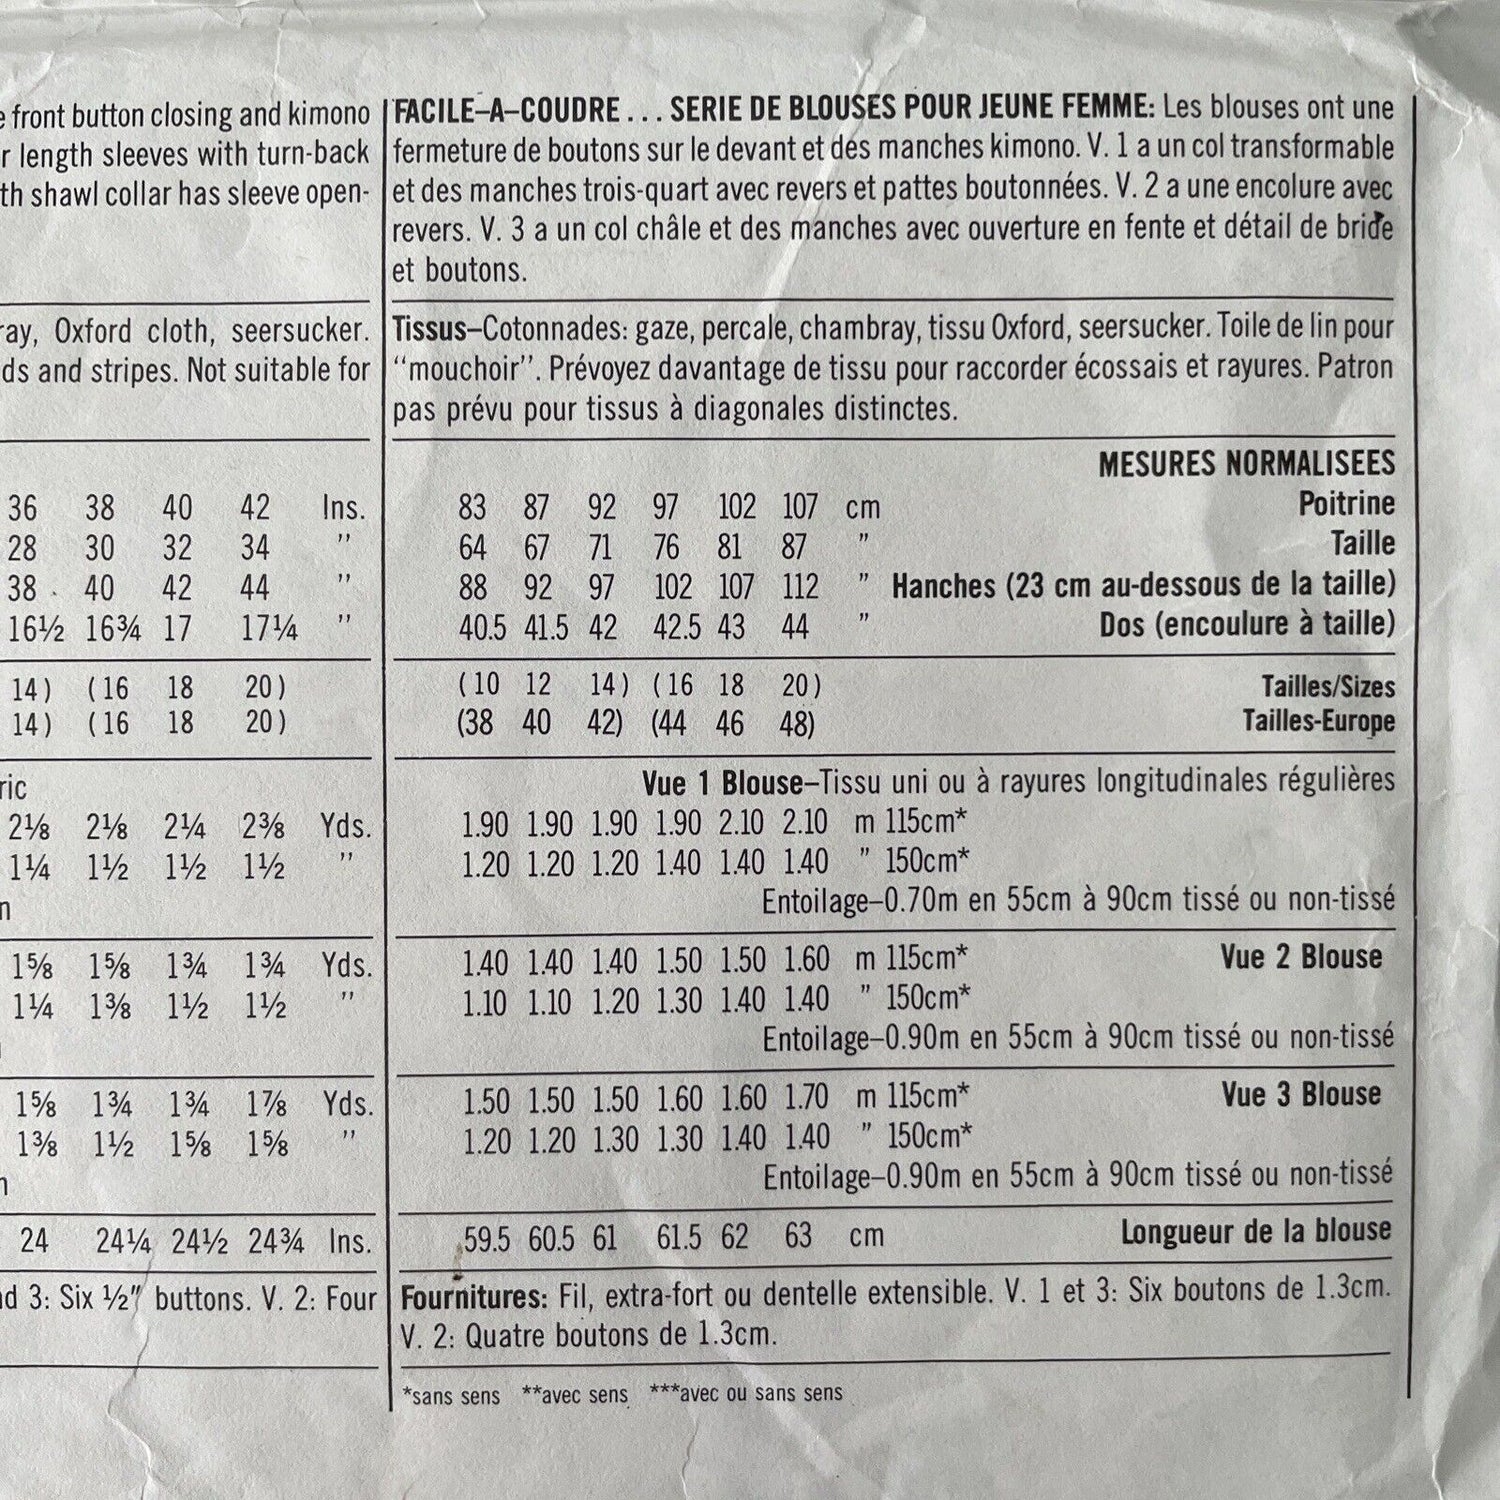 front button closing and kimono
length sleeves with turn-back
shawl collar has sleeve open-
Oxford cloth, seersucker.
and stripes. Not suitable for
36 38 40 42 Ins.
28 30 32 34 ″
38 40 42 44 ″
16½ 16¾ 17 17¼ ″
14) (16 18 20)
14) (16 18 20)
2⅛ 2⅛ 2¼ 2⅜ Yds.
1¼ 1½ 1½ 1½ ″
1⅝ 1⅝ 1¾ 1¾ Yds.
1¼ 1⅜ 1½ 1½ ″
1⅝ 1¾ 1¾ 1⅞ Yds.
1⅜ 1½ 1⅝ 1⅝ ″
24 24¼ 24½ 24¾ Ins.
3: Six ½″ buttons. V. 2: Four
FACILE–A–COUDRE . . . SERIE DE BLOUSES POUR JEUNE FEMME: Les blouses ont une
fermeture de boutons sur le devant et des manches kimono. V. 1 a un col transformable
et des manches trois-quart avec revers et pattes boutonnées. V. 2 a une encolure avec
revers. V. 3 a un col châle et des manches avec ouverture en fente et détail de bride
et boutons.
Tissus–Cotonnades: gaze, percale, chambray, tissu Oxford, seersucker. Toile de lin pour
“mouchoir”. Prévoyez davantage de tissu pour raccorder écossais et rayures. Patron
pas prévu pour tissus à diagonales distinctes.
MESURES NORMALISEES
83 87 92 97 102 107 cm Poitrine
64 67 71 76 81 87 ″ Taille
88 92 97 102 107 112 ″ Hanches (23 cm au-dessous de la taille)
40.5 41.5 42 42.5 43 44 ″ Dos (encoulure à taille)
(10 12 14) (16 18 20) Tailles/Sizes
(38 40 42) (44 46 48) Tailles-Europe
Vue 1 Blouse–Tissu uni ou à rayures longitudinales régulières
1.90 1.90 1.90 1.90 2.10 2.10 m 115cm*
1.20 1.20 1.20 1.40 1.40 1.40 ″ 150cm*
Entoilage–0.70m en 55cm à 90cm tissé ou non-tissé
1.40 1.40 1.40 1.50 1.50 1.60 m 115cm* Vue 2 Blouse
1.10 1.10 1.20 1.30 1.40 1.40 ″ 150cm*
Entoilage–0.90m en 55cm à 90cm tissé ou non-tissé
1.50 1.50 1.50 1.60 1.60 1.70 m 115cm* Vue 3 Blouse
1.20 1.20 1.30 1.30 1.40 1.40 ″ 150cm*
Entoilage–0.90m en 55cm à 90cm tissé ou non-tissé
59.5 60.5 61 61.5 62 63 cm Longueur de la blouse
Fournitures: Fil, extra-fort ou dentelle extensible. V. 1 et 3: Six boutons de 1.3cm.
V. 2: Quatre boutons de 1.3cm.
*sans sens **avec sens ***avec ou sans sens